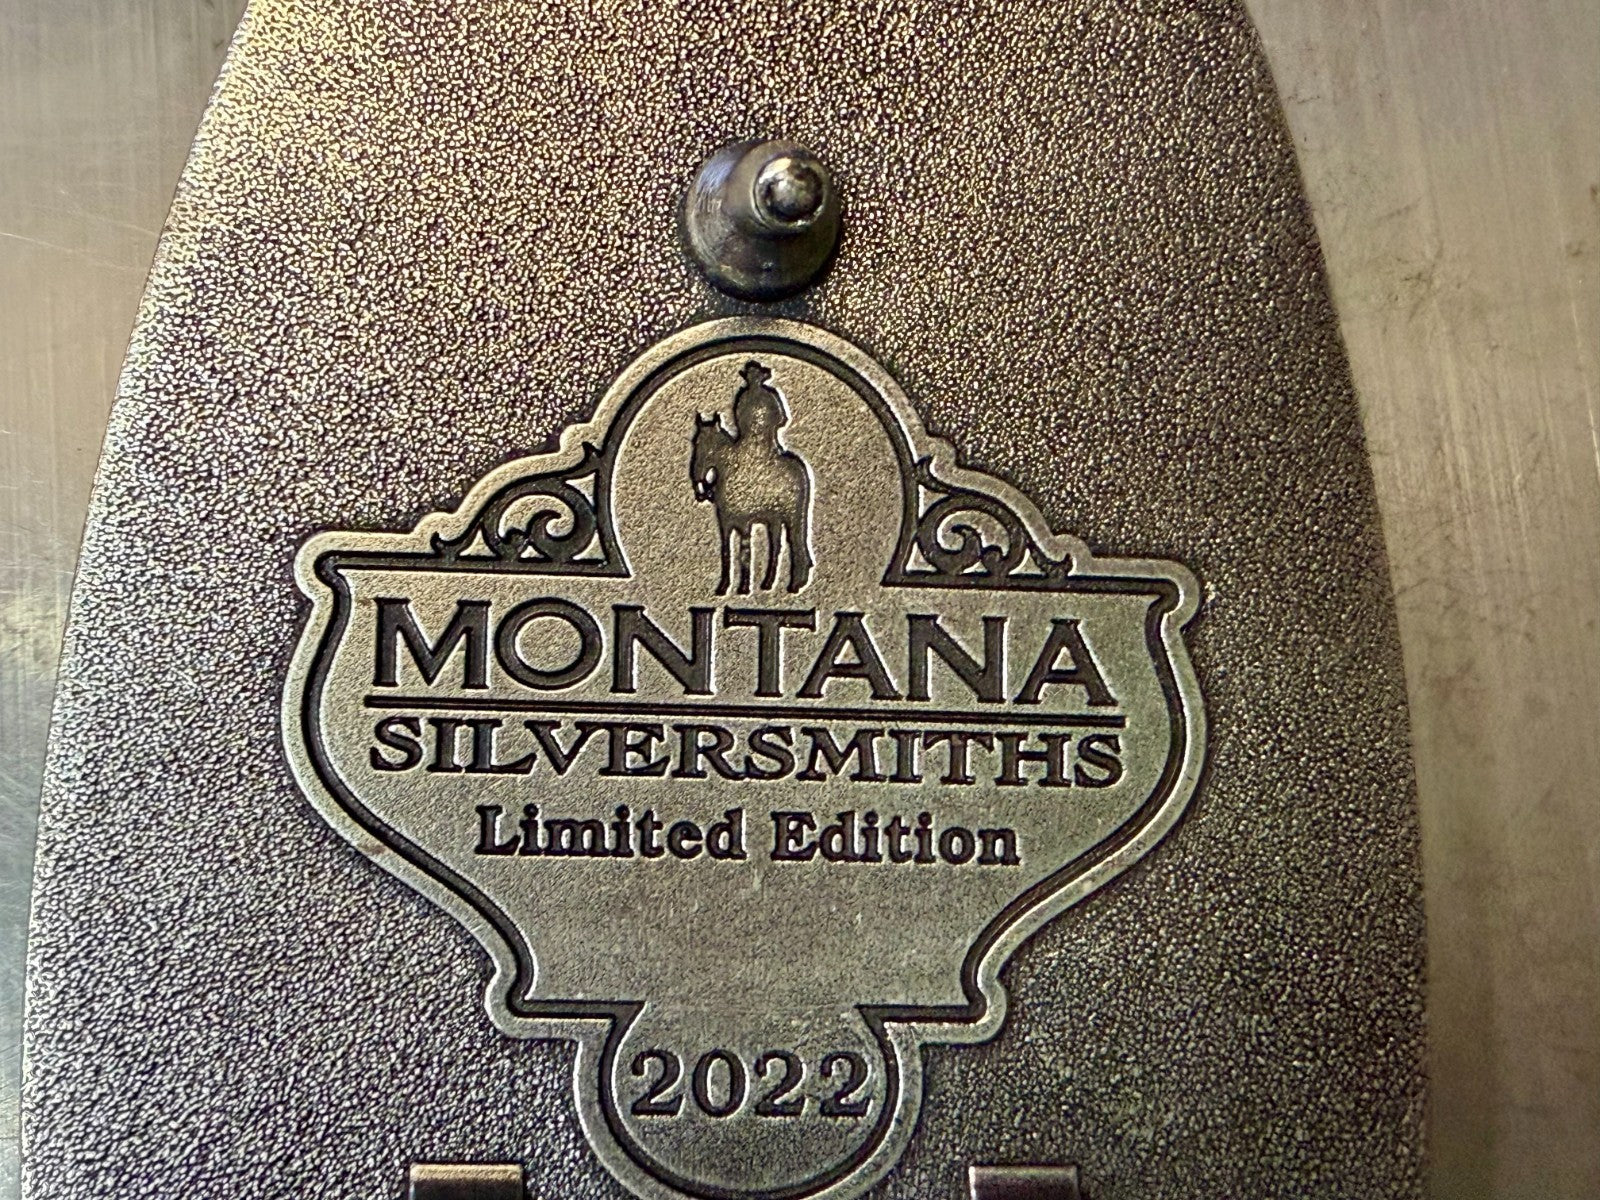 MONTANA
SILVERSMITHS
Limited Edition
2022